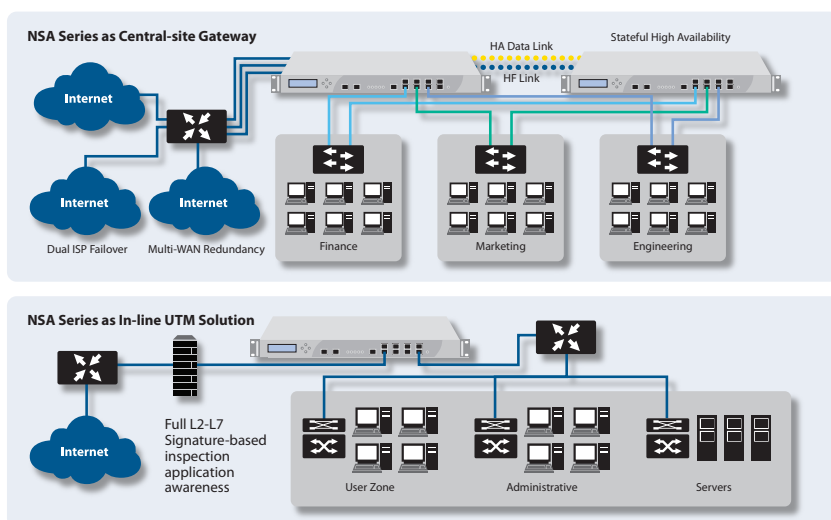 NSA Series as Central-site Gateway
HA Data Link
Stateful High Availability
HF Link
Internet
Internet
Internet
Dual ISP Failover
Multi-WAN Redundancy
Finance
Marketing
Engineering
NSA Series as In-line UTM Solution
Full L2-L7
Signature-based
inspection
application
awareness
Internet
User Zone
Administrative
Servers